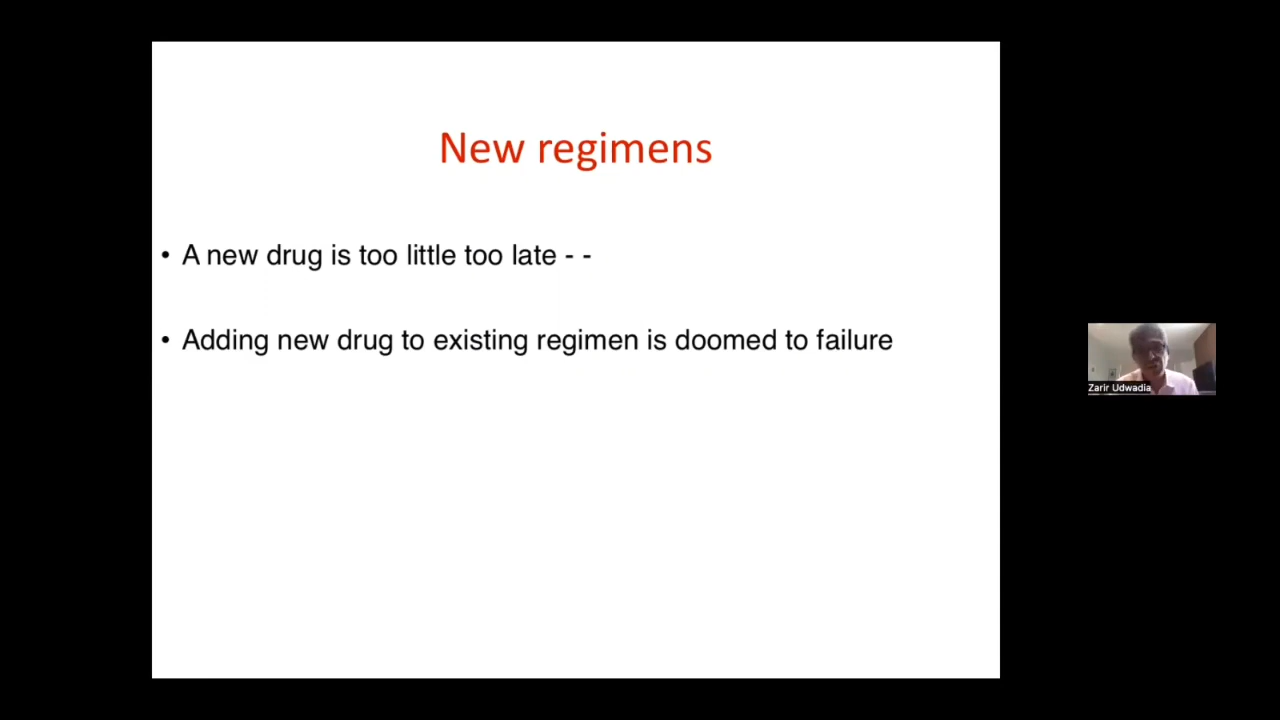 New regimens
• A new drug is too little too late - -
• Adding new drug to existing regimen is doomed to failure
Zarir Udwadia